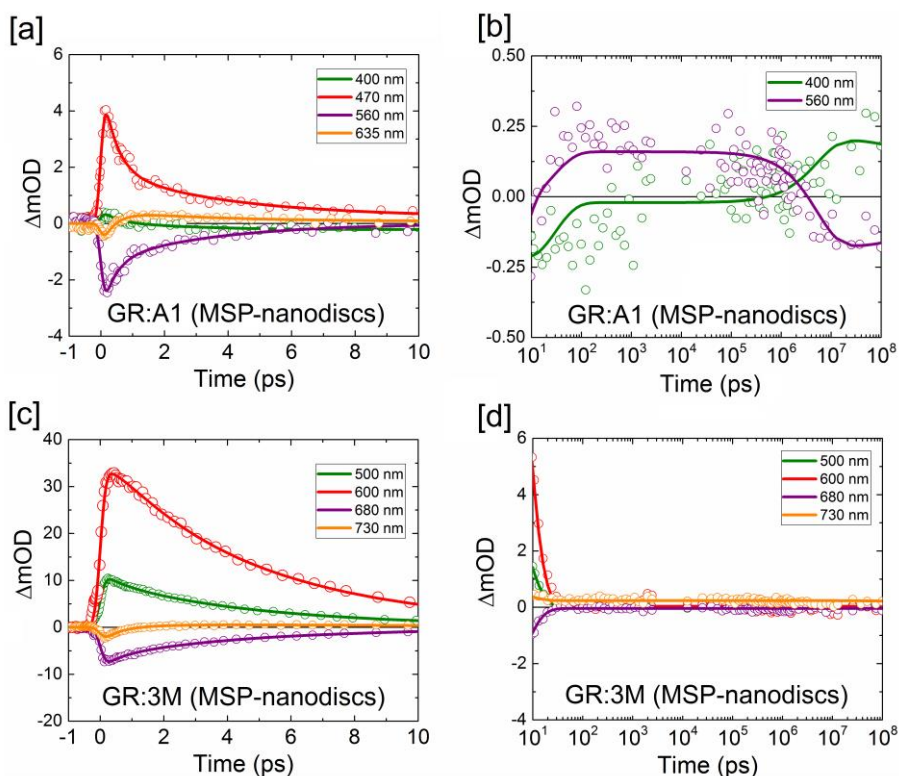 [a]
6
4
2
0
-2
-4
ΔmOD
400 nm
470 nm
560 nm
635 nm
GR:A1 (MSP-nanodiscs)
-1 0 2 4 6 8 10
Time (ps)
[b]
0.50
0.25
0.00
-0.25
-0.50
ΔmOD
400 nm
560 nm
GR:A1 (MSP-nanodiscs)
10¹ 10² 10³ 10⁴ 10⁵ 10⁶ 10⁷ 10⁸
Time (ps)
[c]
40
30
20
10
0
-10
-20
ΔmOD
500 nm
600 nm
680 nm
730 nm
GR:3M (MSP-nanodiscs)
-1 0 2 4 6 8 10
Time (ps)
[d]
6
4
2
0
-2
-4
ΔmOD
500 nm
600 nm
680 nm
730 nm
GR:3M (MSP-nanodiscs)
10¹ 10² 10³ 10⁴ 10⁵ 10⁶ 10⁷ 10⁸
Time (ps)